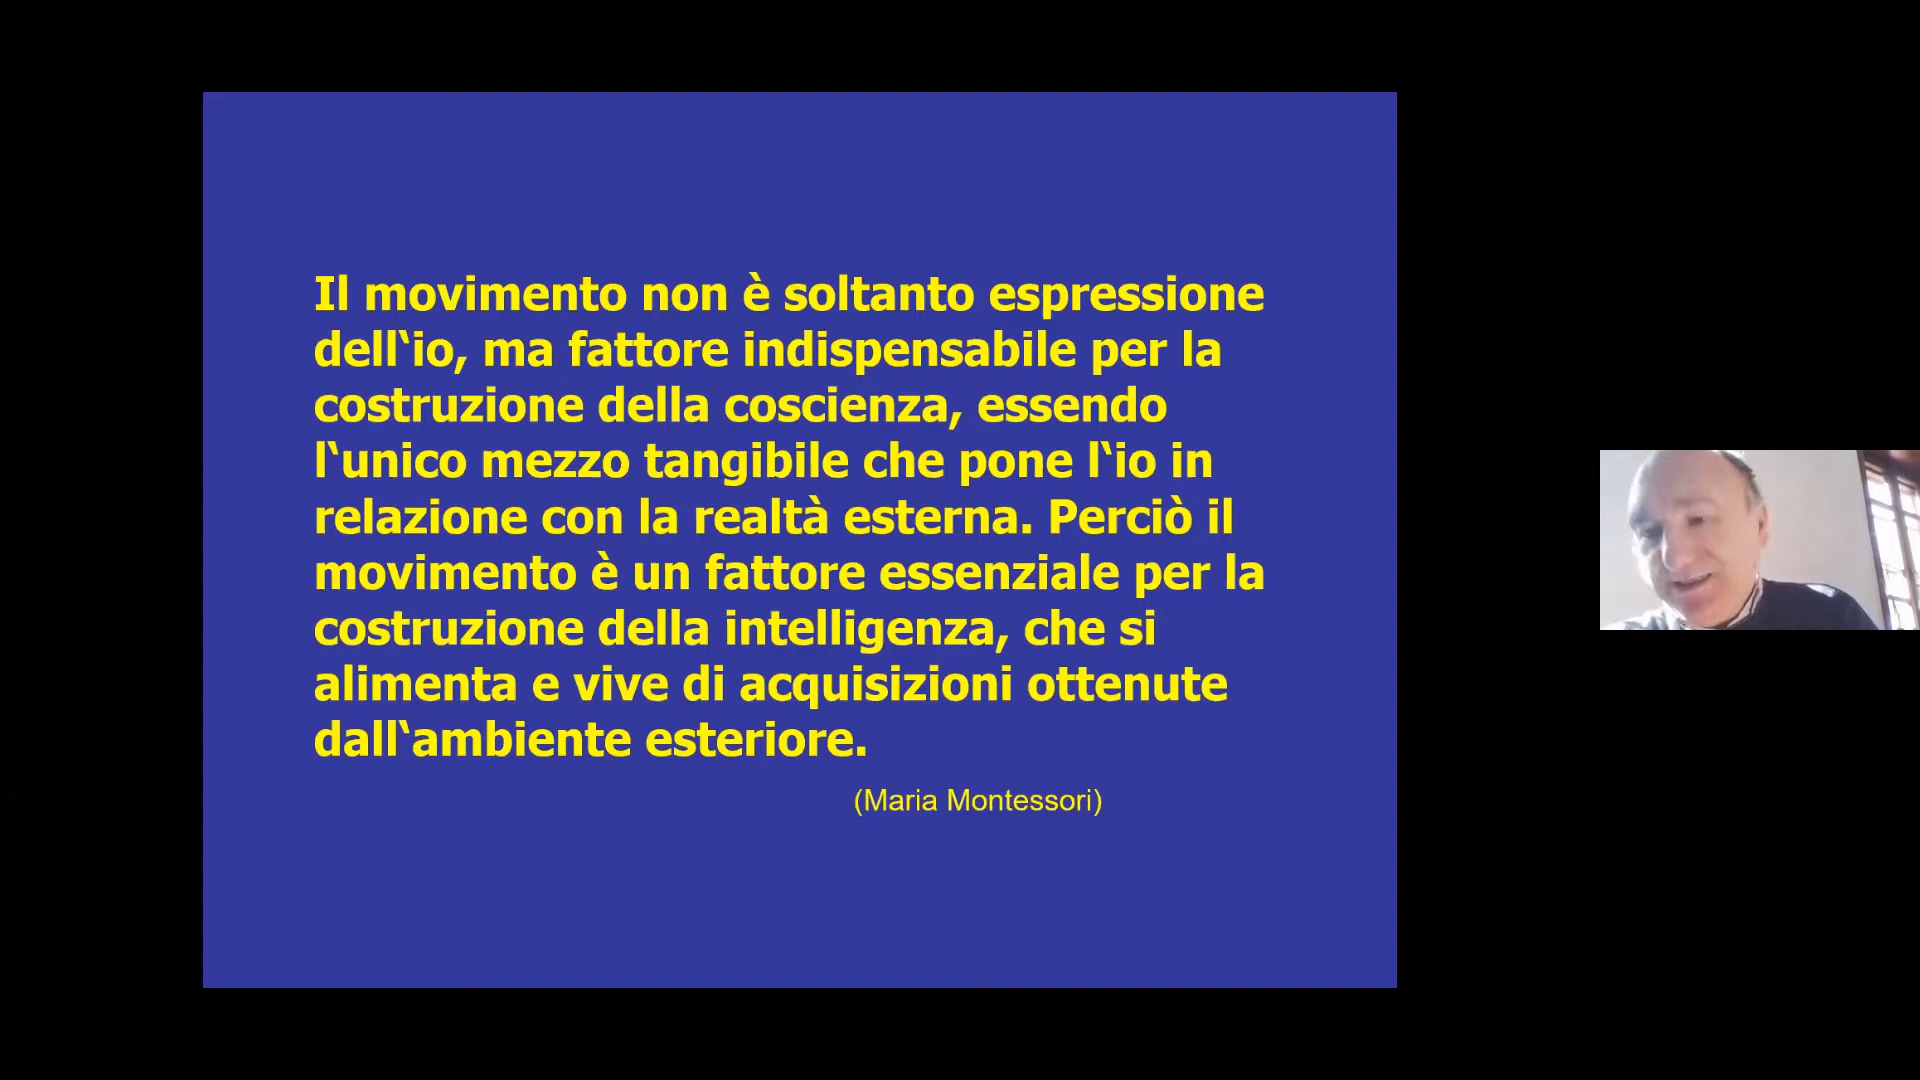 Il movimento non è soltanto espressione
dell‘io, ma fattore indispensabile per la
costruzione della coscienza, essendo
l‘unico mezzo tangibile che pone l‘io in
relazione con la realtà esterna. Perciò il
movimento è un fattore essenziale per la
costruzione della intelligenza, che si
alimenta e vive di acquisizioni ottenute
dall‘ambiente esteriore.
(Maria Montessori)